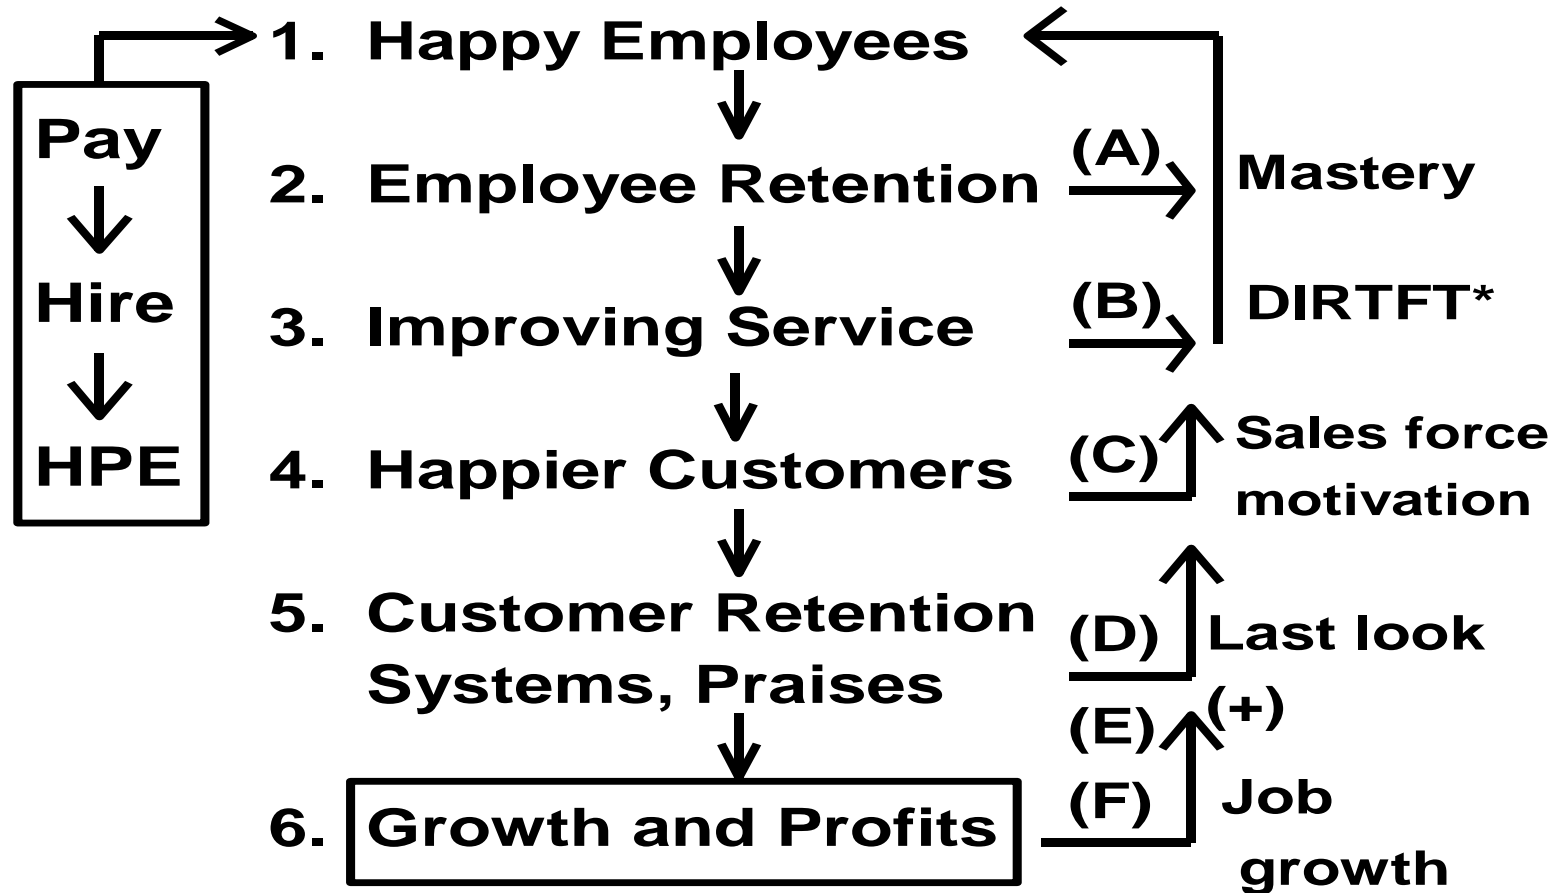 1. Happy Employees
Pay
Hire
HPE
2. Employee Retention
(A)
Mastery
3. Improving Service
(B)
DIRTFT*
4. Happier Customers
(C)
Sales force
motivation
5. Customer Retention
Systems, Praises
(D)
Last look
(E)
(+)
6. Growth and Profits
(F)
Job
growth